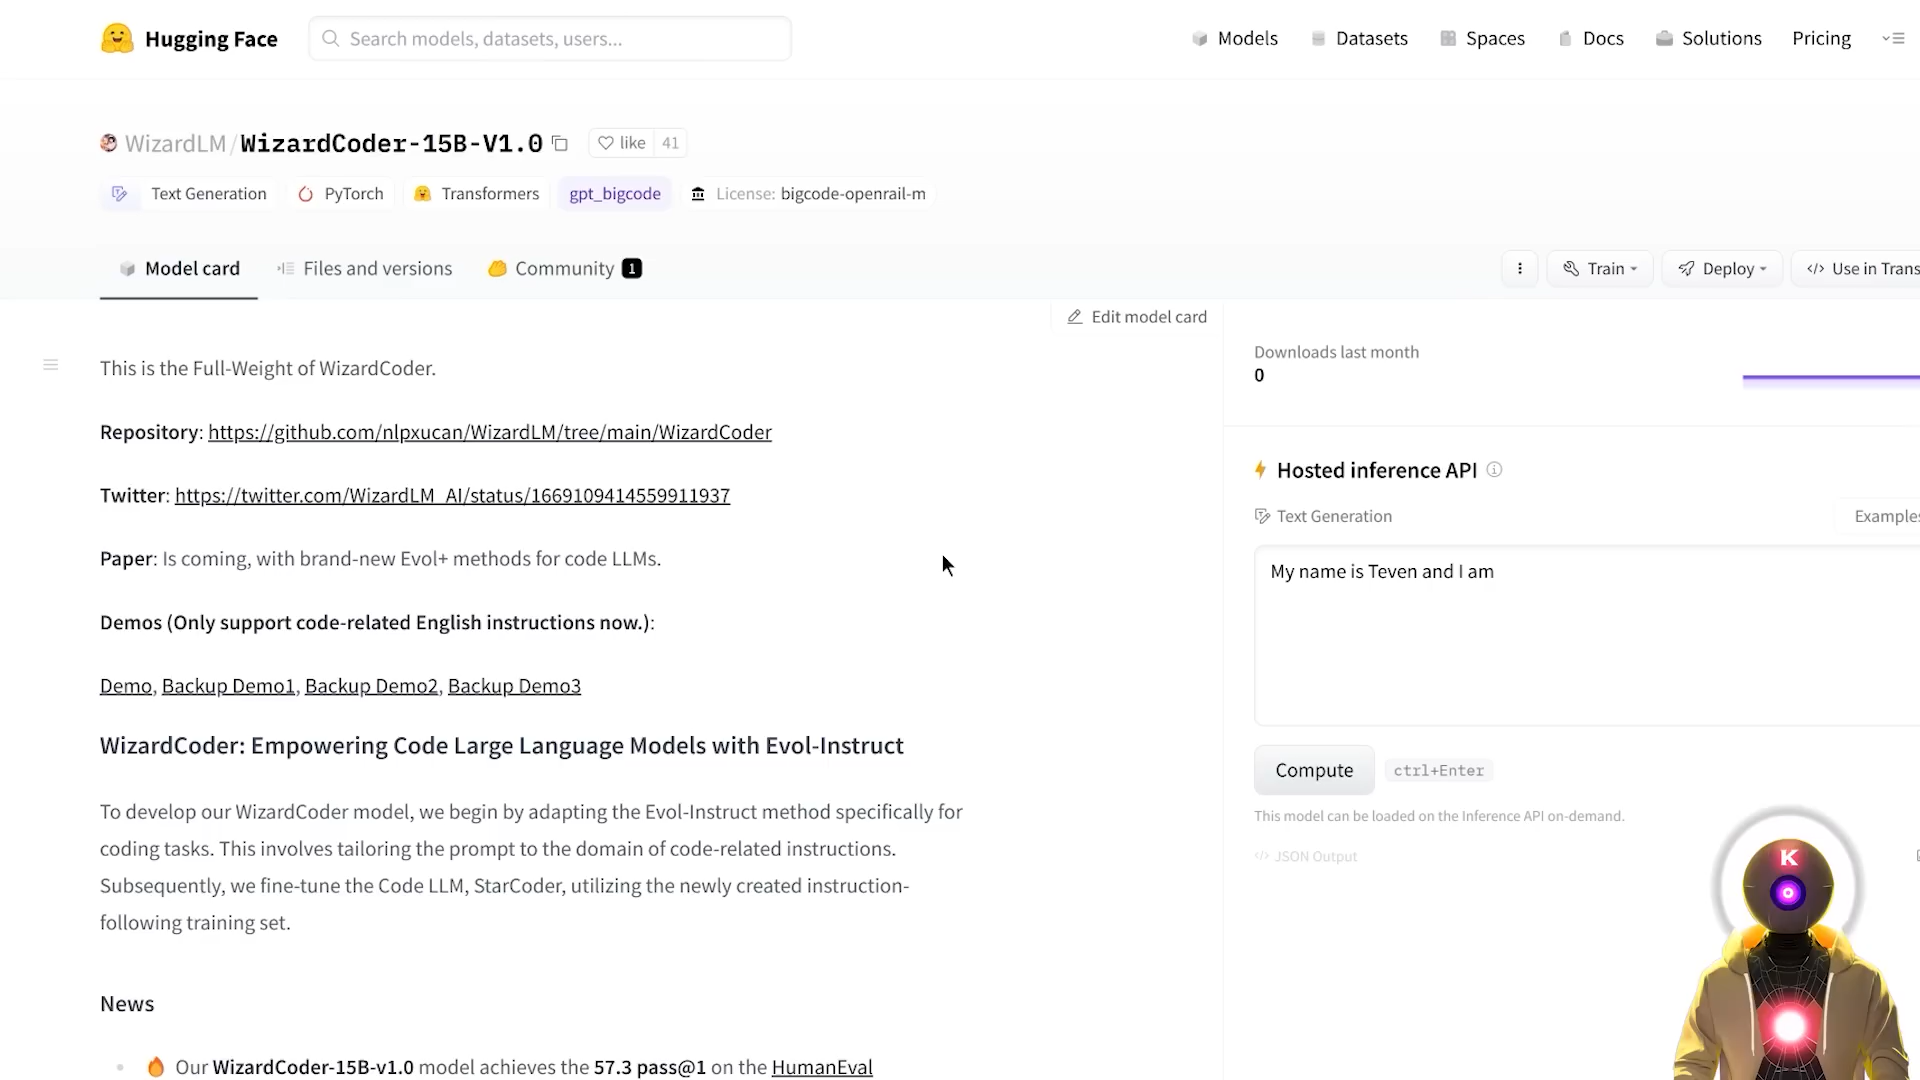 Hugging Face
Search models, datasets, users...
Models
Datasets
Spaces
Docs
Solutions
Pricing
WizardLM/WizardCoder-15B-V1.0
like 41
Text Generation
PyTorch
Transformers
gpt_bigcode
License: bigcode-openrail-m
Model card
Files and versions
Community 1
Train
Deploy
</> Use in Trans
Edit model card
This is the Full-Weight of WizardCoder.
Repository: https://github.com/nlpxucan/WizardLM/tree/main/WizardCoder
Twitter: https://twitter.com/WizardLM_AI/status/1669109414559911937
Paper: Is coming, with brand-new Evol+ methods for code LLMs.
Demos (Only support code-related English instructions now.):
Demo, Backup Demo1, Backup Demo2, Backup Demo3
WizardCoder: Empowering Code Large Language Models with Evol-Instruct
To develop our WizardCoder model, we begin by adapting the Evol-Instruct method specifically for
coding tasks. This involves tailoring the prompt to the domain of code-related instructions.
Subsequently, we fine-tune the Code LLM, StarCoder, utilizing the newly created instruction-
following training set.
News
Our WizardCoder-15B-v1.0 model achieves the 57.3 pass@1 on the HumanEval
Downloads last month
0
Hosted inference API
Text Generation
Examples
My name is Teven and I am
Compute
ctrl+Enter
This model can be loaded on the Inference API on-demand.
</> JSON Output
K